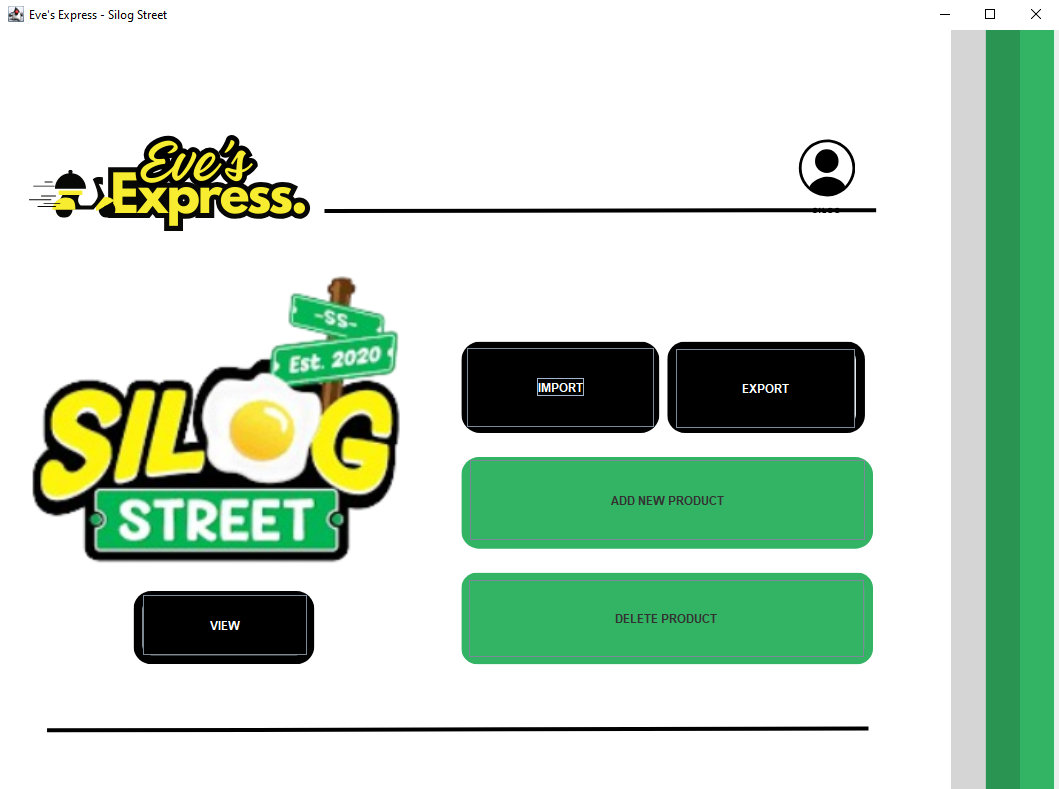 Eve's Express - Silog Street
Eve's
Express.
-SS-
Est. 2020
SILOG
STREET
IMPORT
EXPORT
ADD NEW PRODUCT
DELETE PRODUCT
VIEW